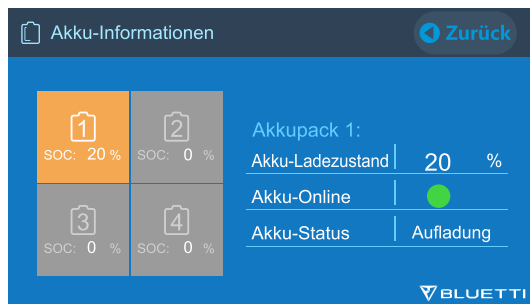 Akku-Informationen
Zurück
1
SOC: 20 %
2
SOC: 0 %
3
SOC: 0 %
4
SOC: 0 %
Akkupack 1:
Akku-Ladezustand 20 %
Akku-Online
Akku-Status Aufladung
BLUETTI